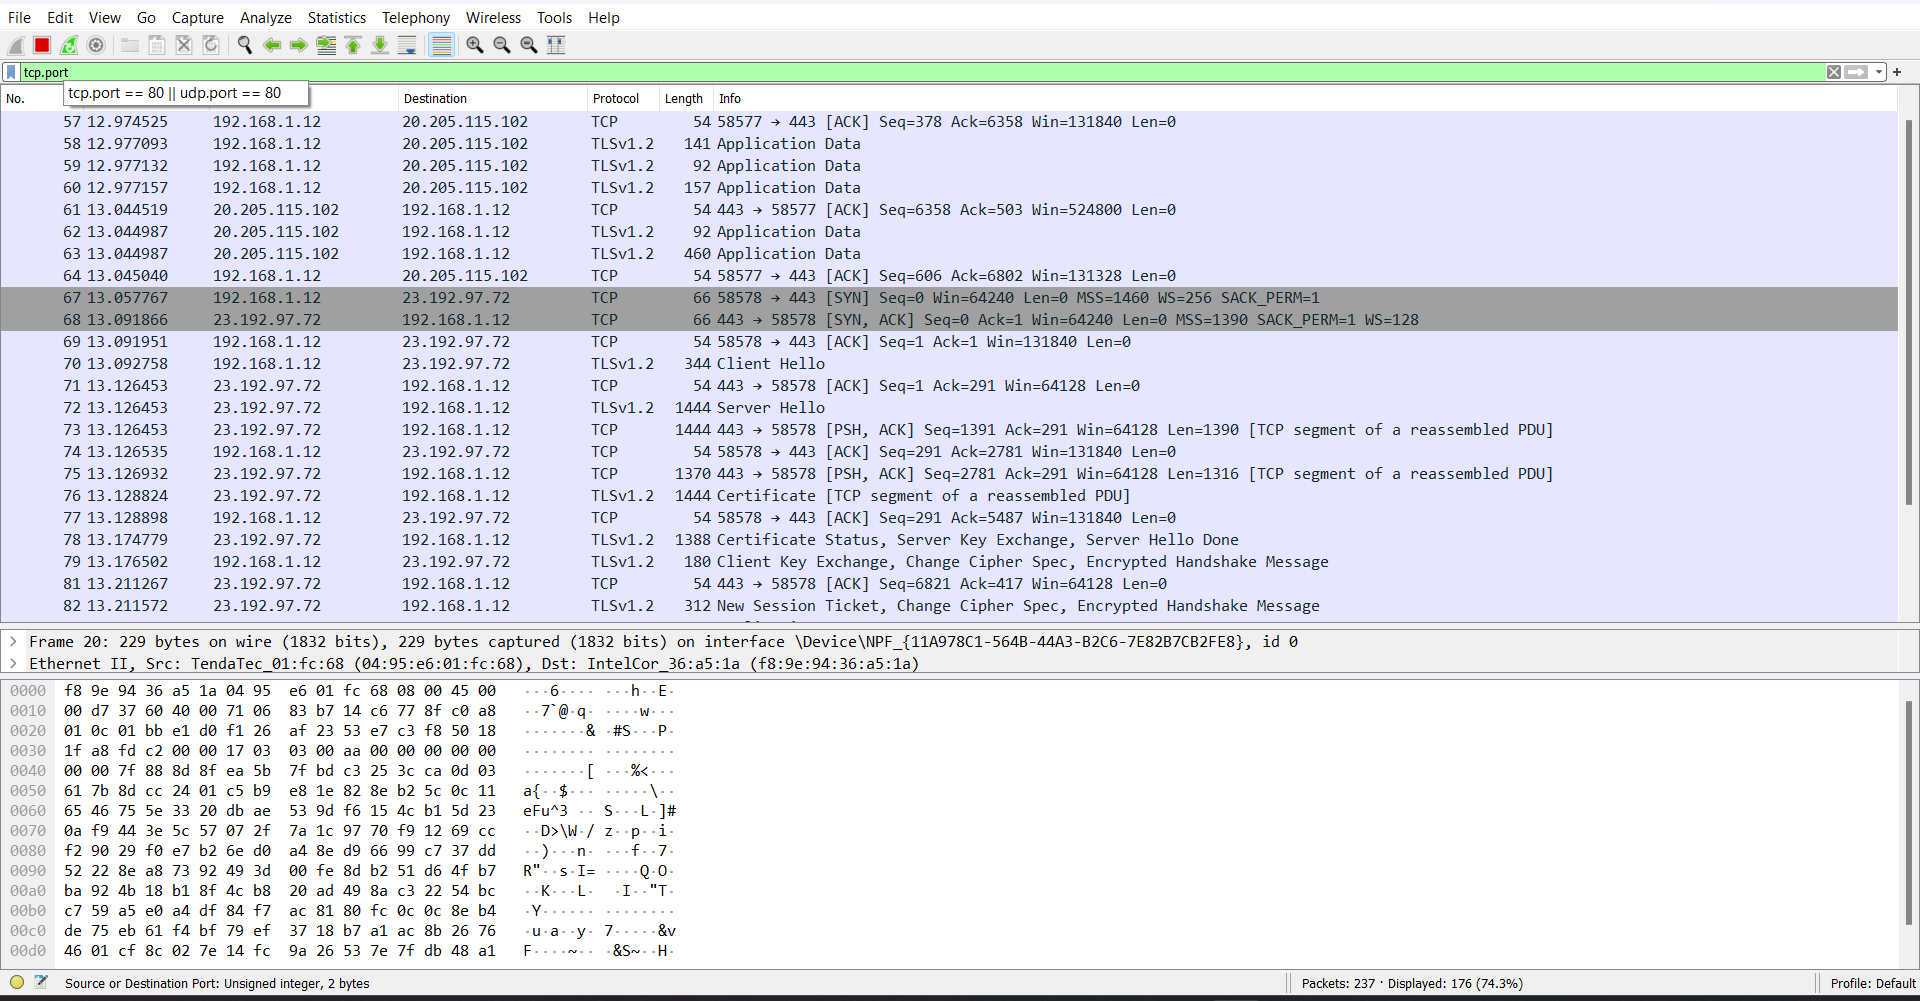 File Edit View Go Capture Analyze Statistics Telephony Wireless Tools Help
tcp.port
tcp.port == 80 || udp.port == 80
No. Destination Protocol Length Info
57 12.974525 192.168.1.12 20.205.115.102 TCP 54 58577 → 443 [ACK] Seq=378 Ack=6358 Win=131840 Len=0
58 12.977093 192.168.1.12 20.205.115.102 TLSv1.2 141 Application Data
59 12.977132 192.168.1.12 20.205.115.102 TLSv1.2 92 Application Data
60 12.977157 192.168.1.12 20.205.115.102 TLSv1.2 157 Application Data
61 13.044519 20.205.115.102 192.168.1.12 TCP 54 443 → 58577 [ACK] Seq=6358 Ack=503 Win=524800 Len=0
62 13.044987 20.205.115.102 192.168.1.12 TLSv1.2 92 Application Data
63 13.044987 20.205.115.102 192.168.1.12 TLSv1.2 460 Application Data
64 13.045040 192.168.1.12 20.205.115.102 TCP 54 58577 → 443 [ACK] Seq=606 Ack=6802 Win=131328 Len=0
67 13.057767 192.168.1.12 23.192.97.72 TCP 66 58578 → 443 [SYN] Seq=0 Win=64240 Len=0 MSS=1460 WS=256 SACK_PERM=1
68 13.091866 23.192.97.72 192.168.1.12 TCP 66 443 → 58578 [SYN, ACK] Seq=0 Ack=1 Win=64240 Len=0 MSS=1390 SACK_PERM=1 WS=128
69 13.091951 192.168.1.12 23.192.97.72 TCP 54 58578 → 443 [ACK] Seq=1 Ack=1 Win=131840 Len=0
70 13.092758 192.168.1.12 23.192.97.72 TLSv1.2 344 Client Hello
71 13.126453 23.192.97.72 192.168.1.12 TCP 54 443 → 58578 [ACK] Seq=1 Ack=291 Win=64128 Len=0
72 13.126453 23.192.97.72 192.168.1.12 TLSv1.2 1444 Server Hello
73 13.126453 23.192.97.72 192.168.1.12 TCP 1444 443 → 58578 [PSH, ACK] Seq=1391 Ack=291 Win=64128 Len=1390 [TCP segment of a reassembled PDU]
74 13.126535 192.168.1.12 23.192.97.72 TCP 54 58578 → 443 [ACK] Seq=291 Ack=2781 Win=131840 Len=0
75 13.126932 23.192.97.72 192.168.1.12 TCP 1370 443 → 58578 [PSH, ACK] Seq=2781 Ack=291 Win=64128 Len=1316 [TCP segment of a reassembled PDU]
76 13.128824 23.192.97.72 192.168.1.12 TLSv1.2 1444 Certificate [TCP segment of a reassembled PDU]
77 13.128898 192.168.1.12 23.192.97.72 TCP 54 58578 → 443 [ACK] Seq=291 Ack=5487 Win=131840 Len=0
78 13.174779 23.192.97.72 192.168.1.12 TLSv1.2 1388 Certificate Status, Server Key Exchange, Server Hello Done
79 13.176502 192.168.1.12 23.192.97.72 TLSv1.2 180 Client Key Exchange, Change Cipher Spec, Encrypted Handshake Message
81 13.211267 23.192.97.72 192.168.1.12 TCP 54 443 → 58578 [ACK] Seq=6821 Ack=417 Win=64128 Len=0
82 13.211572 23.192.97.72 192.168.1.12 TLSv1.2 312 New Session Ticket, Change Cipher Spec, Encrypted Handshake Message
Frame 20: 229 bytes on wire (1832 bits), 229 bytes captured (1832 bits) on interface \Device\NPF_{11A978C1-564B-44A3-B2C6-7E82B7CB2FE8}, id 0
Ethernet II, Src: TendaTec_01:fc:68 (04:95:e6:01:fc:68), Dst: IntelCor_36:a5:1a (f8:9e:94:36:a5:1a)
0000 f8 9e 94 36 a5 1a 04 95 e6 01 fc 68 08 00 45 00 ···6···· ···h··E·
0010 00 d7 37 60 40 00 71 06 83 b7 14 c6 77 8f c0 a8 ··7`@·q· ····w···
0020 01 0c 01 bb e1 d0 f1 26 af 23 53 e7 c3 f8 50 18 ·······& ·#S···P·
0030 1f a8 fd c2 00 00 17 03 03 00 aa 00 00 00 00 00 ········ ········
0040 00 00 7f 88 8d 8f ea 5b 7f bd c3 25 3c ca 0d 03 ·······[ ···%<···
0050 61 7b 8d cc 24 01 c5 b9 e8 1e 82 8e b2 5c 0c 11 a{··$··· ·····\··
0060 65 46 75 5e 33 20 db ae 53 9d f6 15 4c b1 5d 23 eFu^3 ·· S···L·]#
0070 0a f9 44 3e 5c 57 07 2f 7a 1c 97 70 f9 12 69 cc ··D>\W·/ z··p··i·
0080 f2 90 29 f0 e7 b2 6e d0 a4 8e d9 66 99 c7 37 dd ··)···n· ···f··7·
0090 52 22 8e a8 73 92 49 3d 00 fe 8d b2 51 d6 4f b7 R"··s·I= ····Q·O·
00a0 ba 92 4b 18 b1 8f 4c b8 20 ad 49 8a c3 22 54 bc ··K···L· ·I··"T·
00b0 c7 59 a5 e0 a4 df 84 f7 ac 81 80 fc 0c 0c 8e b4 ·Y······ ········
00c0 de 75 eb 61 f4 bf 79 ef 37 18 b7 a1 ac 8b 26 76 ·u·a··y· 7·····&v
00d0 46 01 cf 8c 02 7e 14 fc 9a 26 53 7e 7f db 48 a1 F····~·· ·&S~··H·
Source or Destination Port: Unsigned integer, 2 bytes Packets: 237 · Displayed: 176 (74.3%) Profile: Default